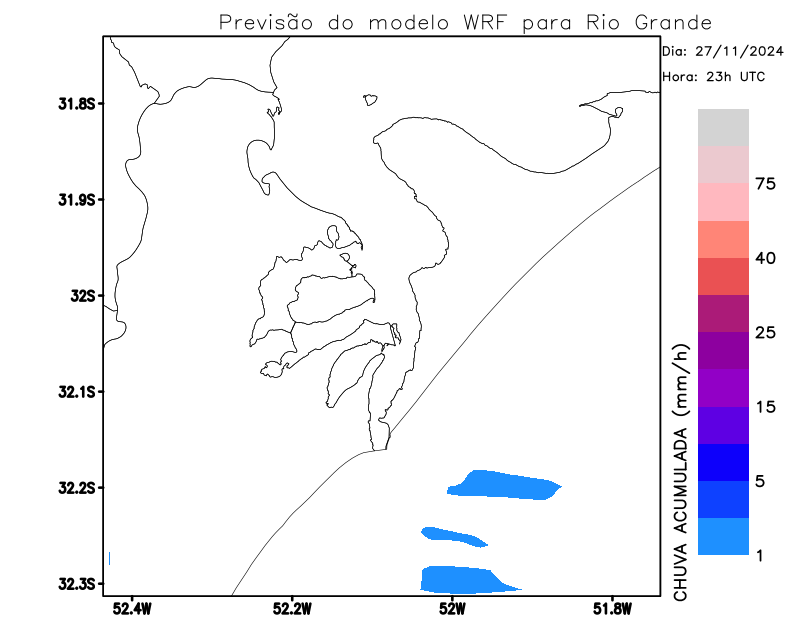 Previsão do modelo WRF para Rio Grande
Dia: 27/11/2024
Hora: 23h UTC
31.8S
31.9S
32S
32.1S
32.2S
32.3S
52.4W
52.2W
52W
51.8W
75
40
25
15
5
1
CHUVA ACUMULADA (mm/h)